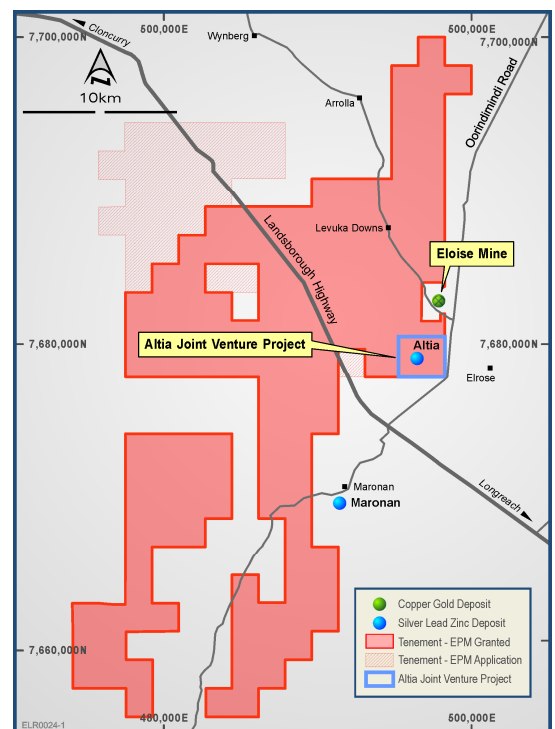 7,700,000N
500,000E
500,000E
7,700,000N
Cloncurry
Wynberg
10km
Arrolla
Oorindimindi Road
Levuka Downs
Landsborough Highway
Eloise Mine
Altia Joint Venture Project
Altia
7,680,000N
7,680,000N
Elrose
Maronan
Maronan
Longreach
Copper Gold Deposit
Silver Lead Zinc Deposit
Tenement - EPM Granted
Tenement - EPM Application
Altia Joint Venture Project
7,660,000N
ELR0024-1
480,000E
500,000E